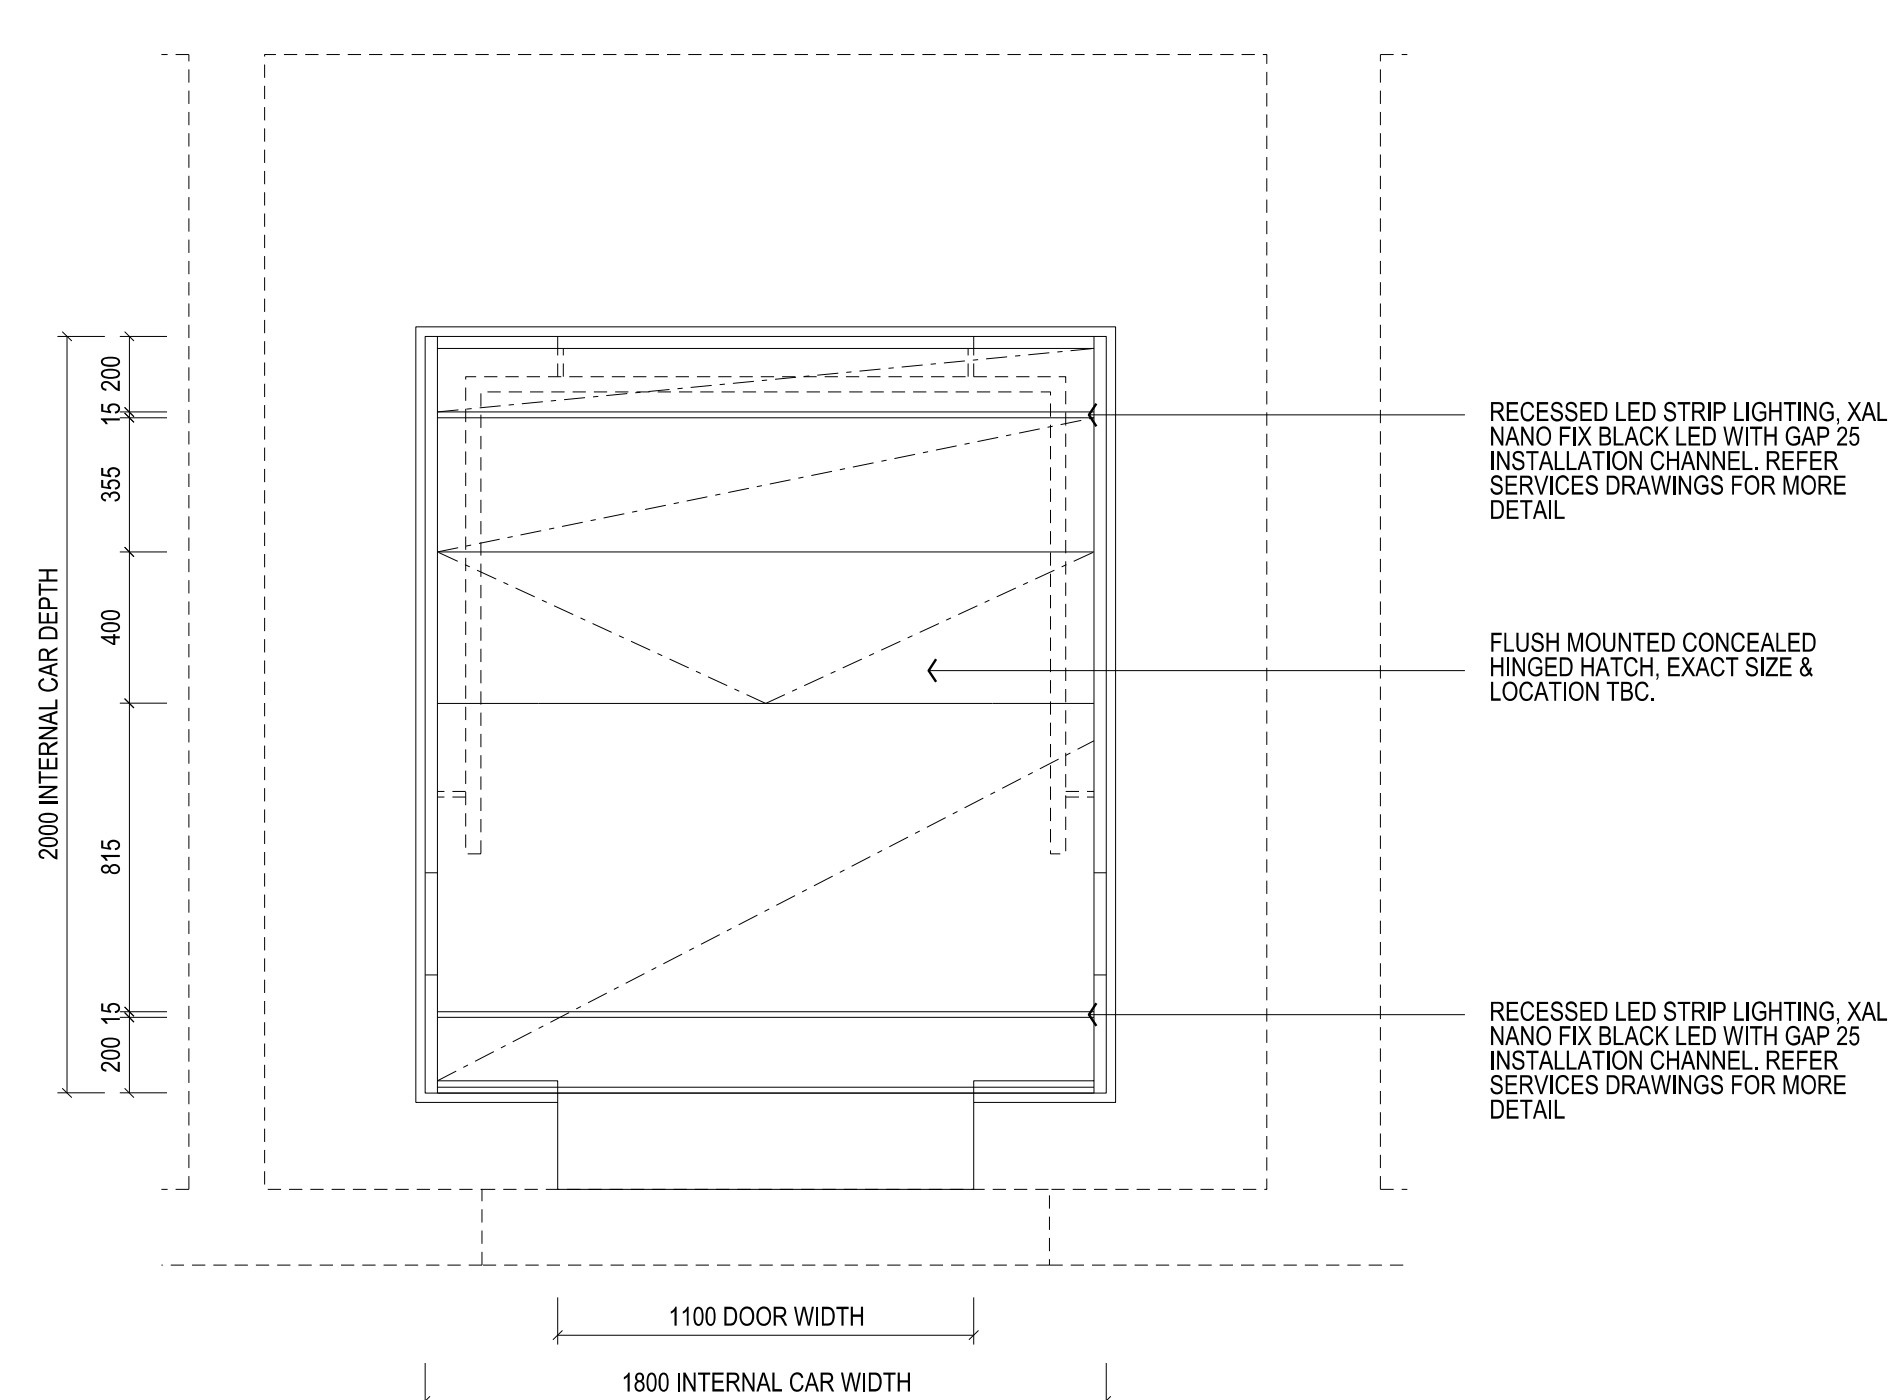 200
15
355
400
815
15
200
2000 INTERNAL CAR DEPTH
RECESSED LED STRIP LIGHTING, XAL
NANO FIX BLACK LED WITH GAP 25
INSTALLATION CHANNEL. REFER
SERVICES DRAWINGS FOR MORE
DETAIL
FLUSH MOUNTED CONCEALED
HINGED HATCH, EXACT SIZE &
LOCATION TBC.
RECESSED LED STRIP LIGHTING, XAL
NANO FIX BLACK LED WITH GAP 25
INSTALLATION CHANNEL. REFER
SERVICES DRAWINGS FOR MORE
DETAIL
1100 DOOR WIDTH
1800 INTERNAL CAR WIDTH